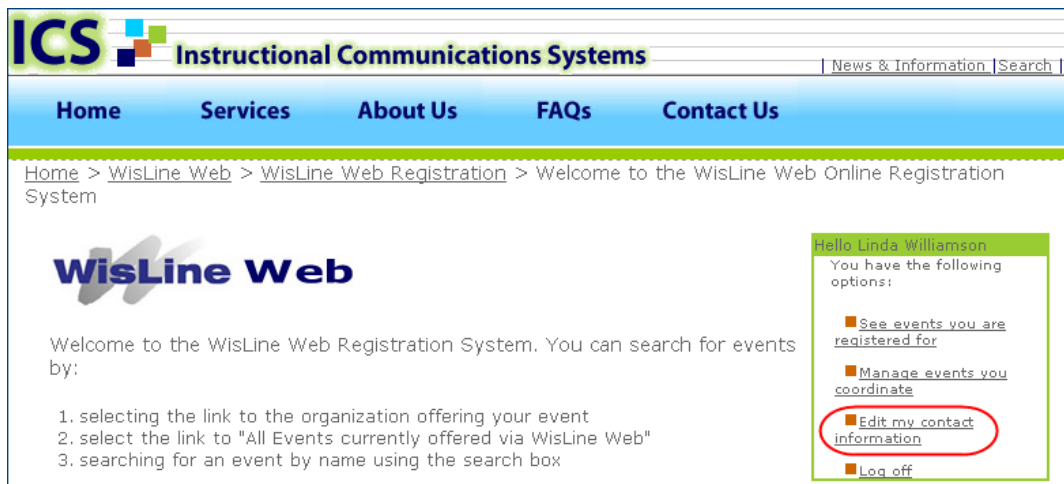 ICS Instructional Communications Systems
| News & Information |Search |
Home Services About Us FAQs Contact Us
Home > WisLine Web > WisLine Web Registration > Welcome to the WisLine Web Online Registration
System
WisLine Web
Welcome to the WisLine Web Registration System. You can search for events
by:
1. selecting the link to the organization offering your event
2. select the link to "All Events currently offered via WisLine Web"
3. searching for an event by name using the search box
Hello Linda Williamson
You have the following
options:
See events you are
registered for
Manage events you
coordinate
Edit my contact
information
Log off